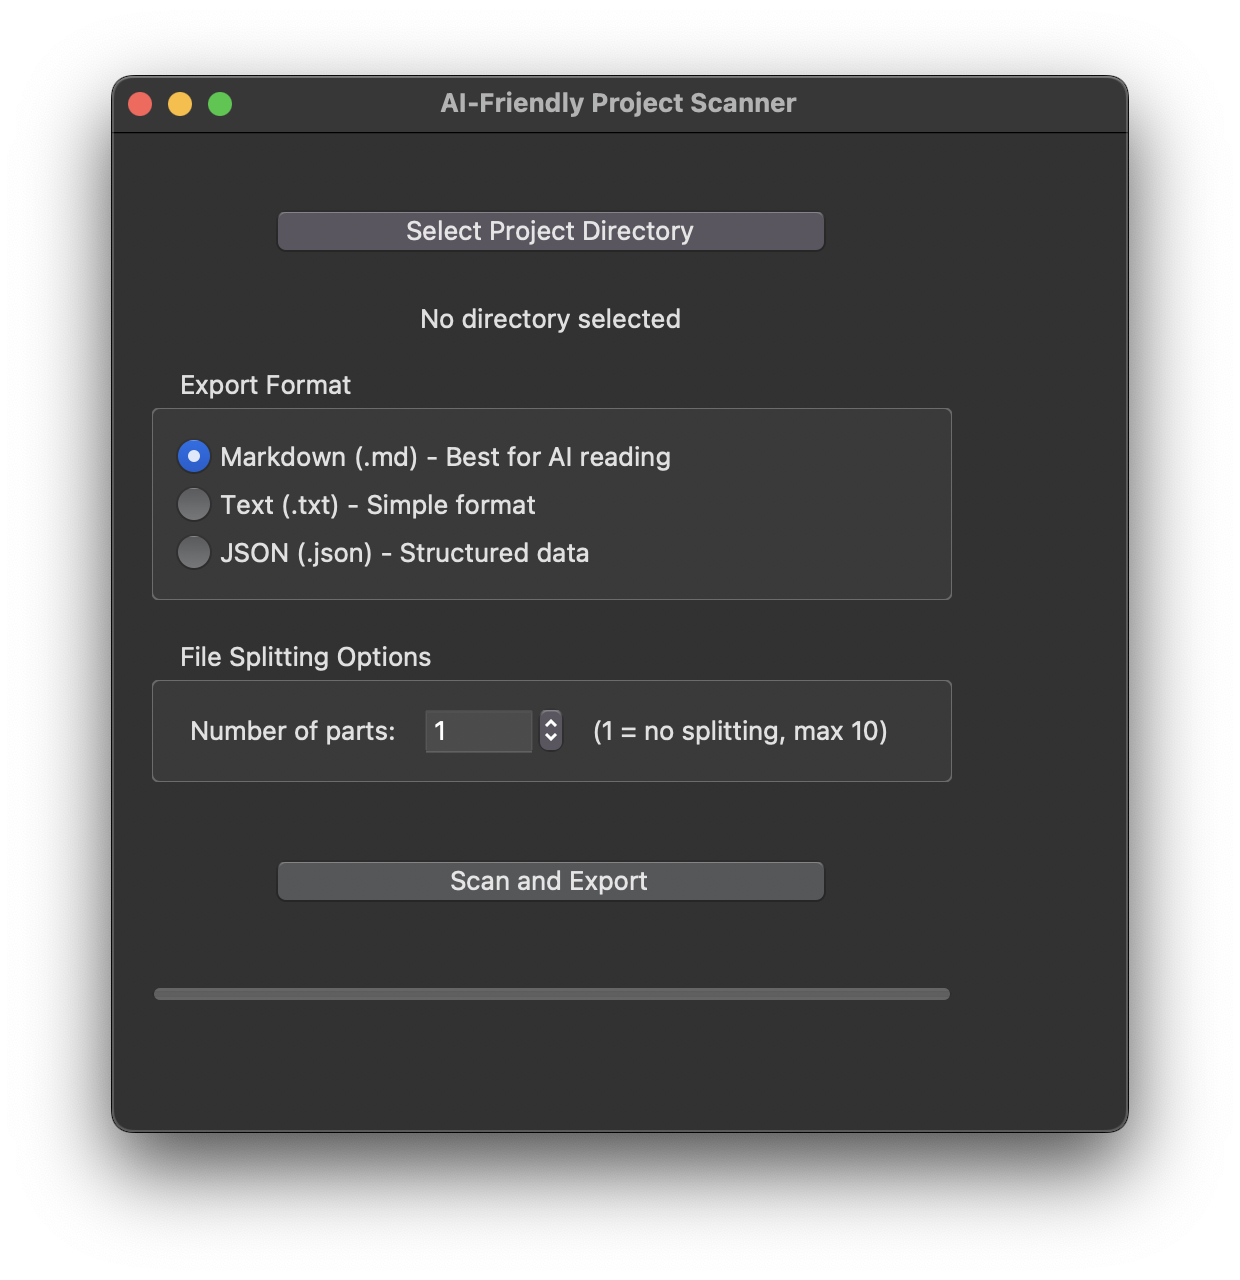 AI-Friendly Project Scanner
Select Project Directory
No directory selected
Export Format
Markdown (.md) - Best for AI reading
Text (.txt) - Simple format
JSON (.json) - Structured data
File Splitting Options
Number of parts: 1 (1 = no splitting, max 10)
Scan and Export